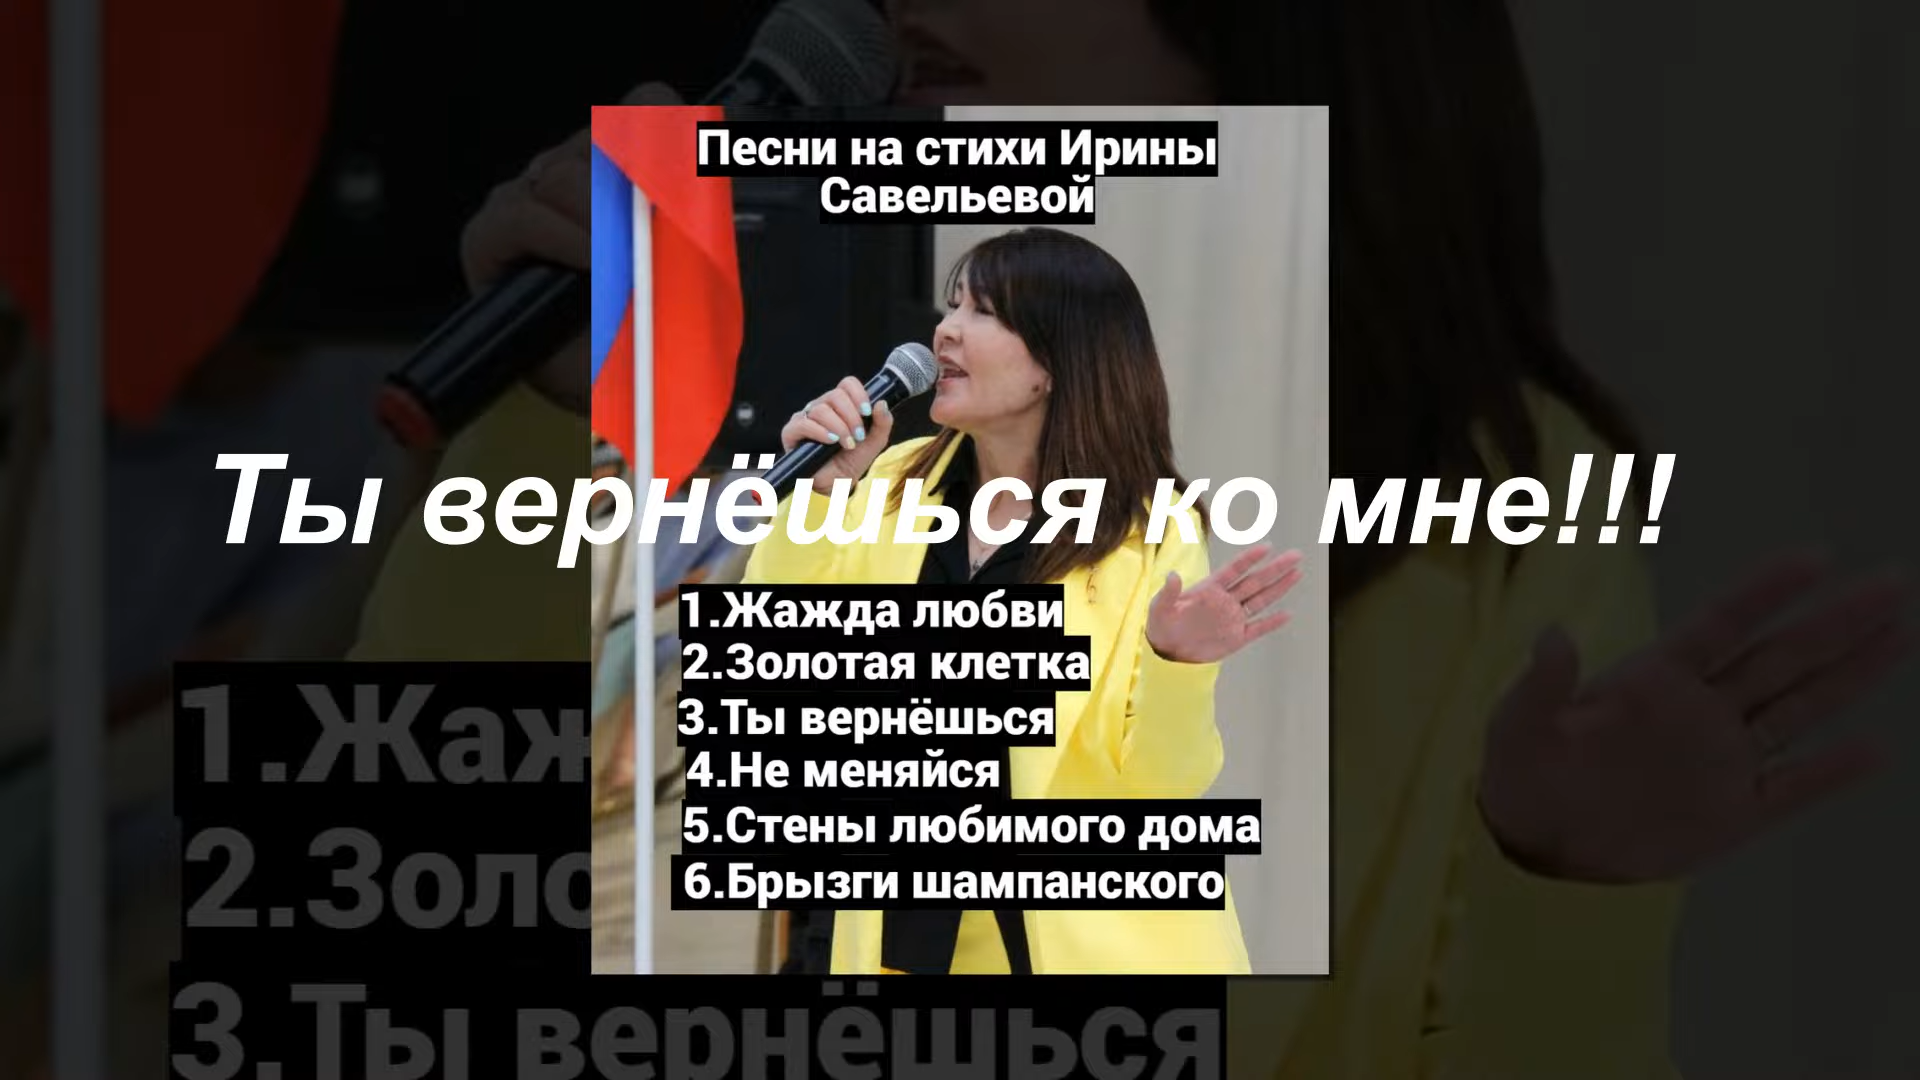 Песни на стихи Ирины
Савельевой
Ты вернёшься ко мне!!!
1.Жажда любви
2.Золотая клетка
3.Ты вернёшься
4.Не меняйся
5.Стены любимого дома
6.Брызги шампанского
1.Жаж
2.Золо
3.Ты вернёшься